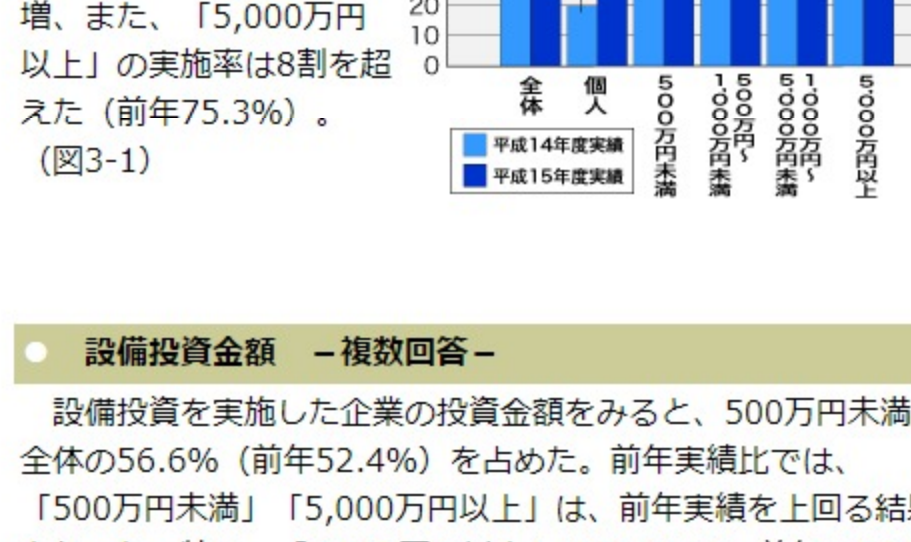 増、また、「5,000万円
以上」の実施率は8割を超
えた（前年75.3%）。
（図3-1）
20
10
0
全体
個人
500万円未満
500万円～
1,000万円未満
1,000万円～
5,000万円未満
5,000万円以上
平成14年度実績
平成15年度実績
● 設備投資金額　－複数回答－
設備投資を実施した企業の投資金額をみると、500万円未満
全体の56.6%（前年52.4%）を占めた。前年実績比では、
「500万円未満」「5,000万円以上」は、前年実績を上回る結